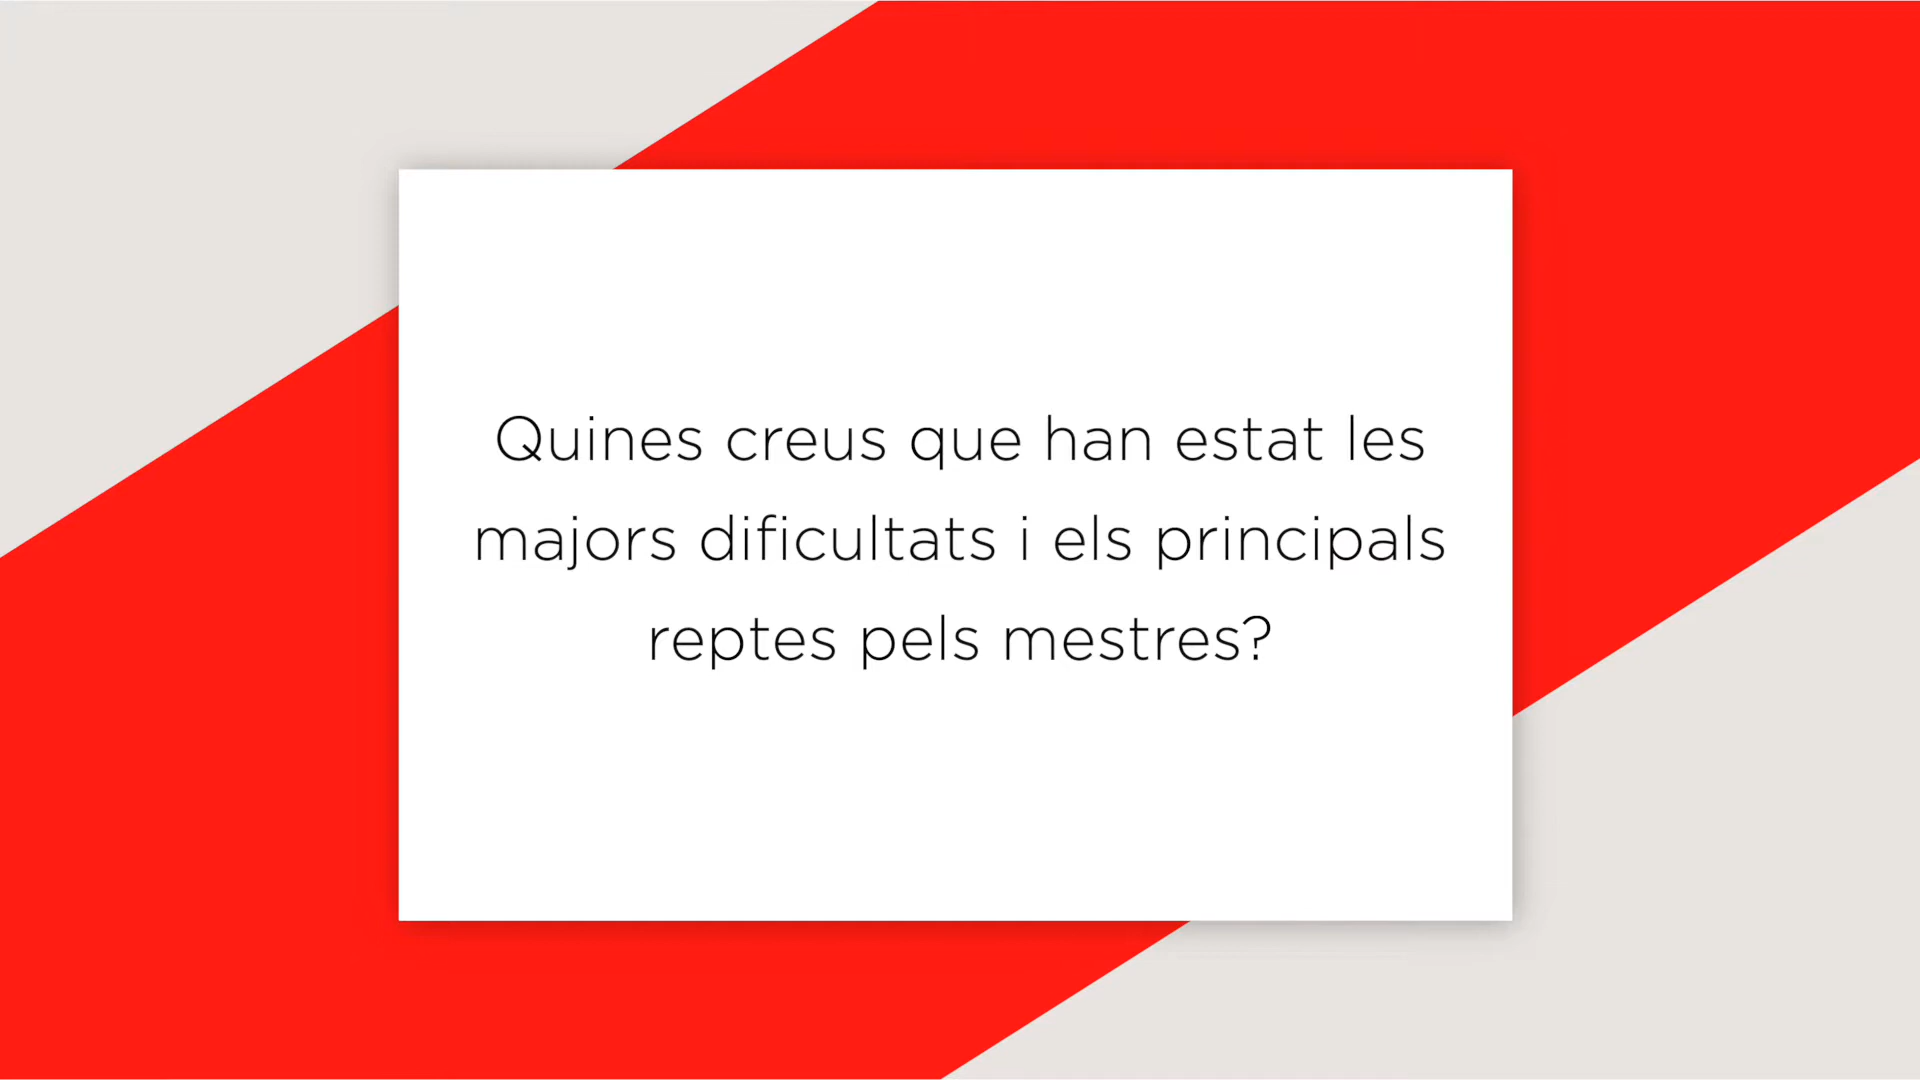 Quines creus que han estat les
majors dificultats i els principals
reptes pels mestres?